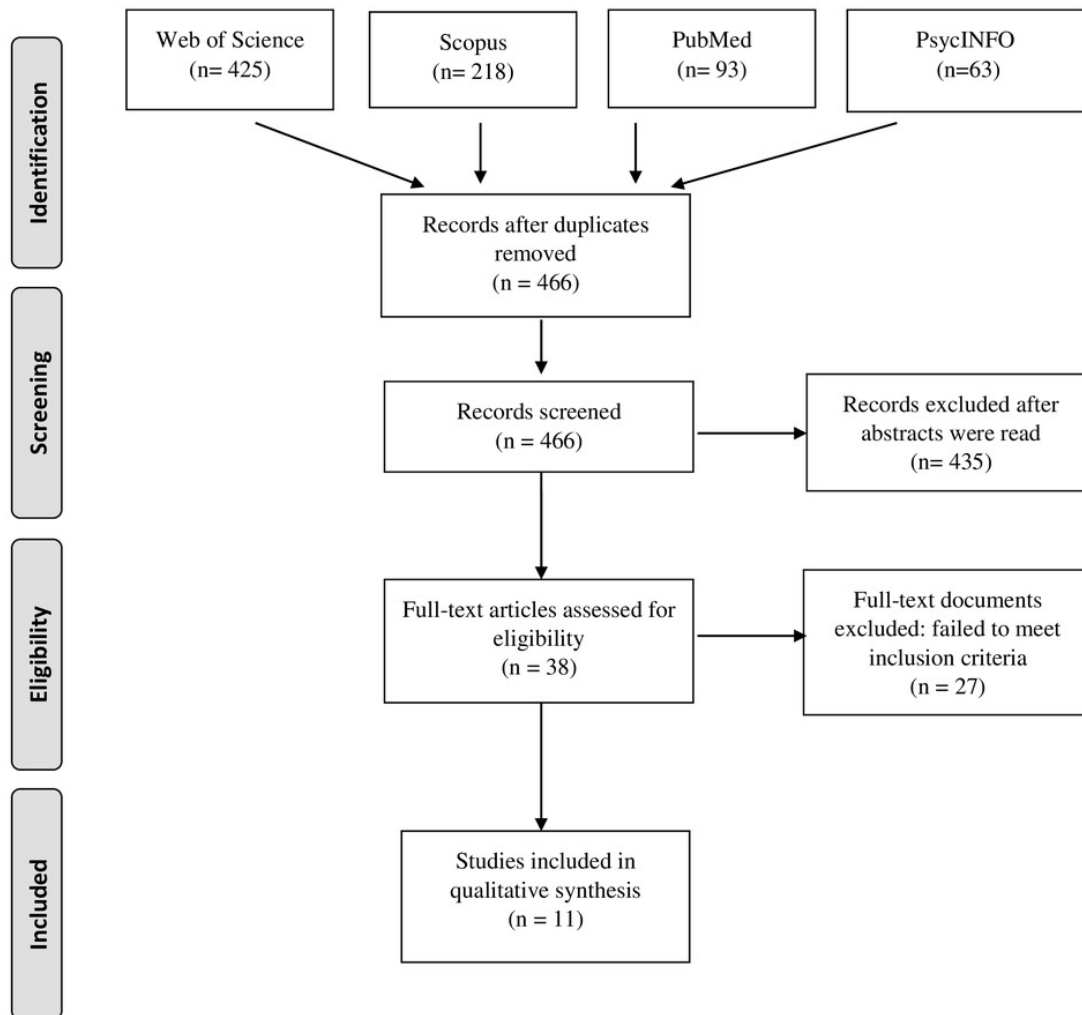 Identification
Web of Science
(n= 425)
Scopus
(n= 218)
PubMed
(n= 93)
PsycINFO
(n=63)
Records after duplicates
removed
(n = 466)
Screening
Records screened
(n = 466)
Records excluded after
abstracts were read
(n= 435)
Eligibility
Full-text articles assessed for
eligibility
(n = 38)
Full-text documents
excluded: failed to meet
inclusion criteria
(n = 27)
Included
Studies included in
qualitative synthesis
(n = 11)